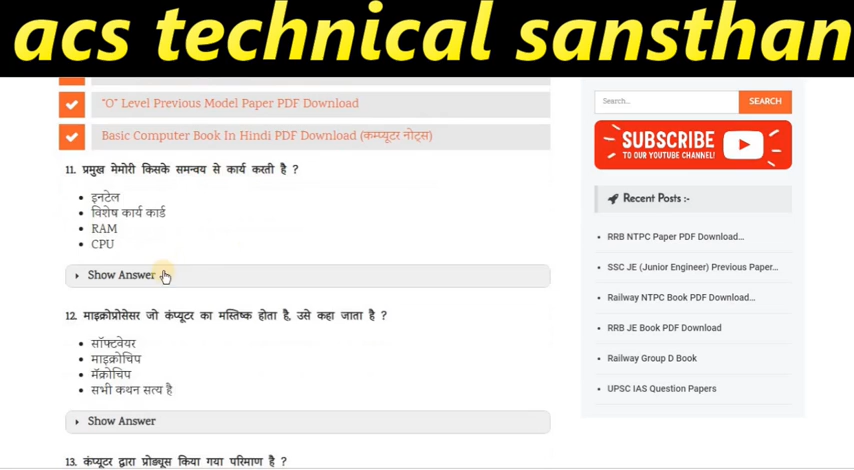 acs technical sansthan
"O" Level Previous Model Paper PDF Download
Basic Computer Book In Hindi PDF Download (कम्प्यूटर नोट्स)
11. प्रमुख मेमोरी किसके समन्वय से कार्य करती है ?
इनटेल
विशेष कार्य कार्ड
RAM
CPU
Show Answer
12. माइक्रोप्रोसेसर जो कंप्यूटर का मस्तिष्क होता है, उसे कहा जाता है ?
सॉफ्टवेयर
माइक्रोचिप
मॅक्रोचिप
सभी कथन सत्य है
Show Answer
13. कंप्यूटर द्वारा प्रोड्यूस किया गया परिमाण है ?
Search...
SEARCH
SUBSCRIBE
TO OUR YOUTUBE CHANNEL!
Recent Posts :-
RRB NTPC Paper PDF Download...
SSC JE (Junior Engineer) Previous Paper...
Railway NTPC Book PDF Download...
RRB JE Book PDF Download
Railway Group D Book
UPSC IAS Question Papers